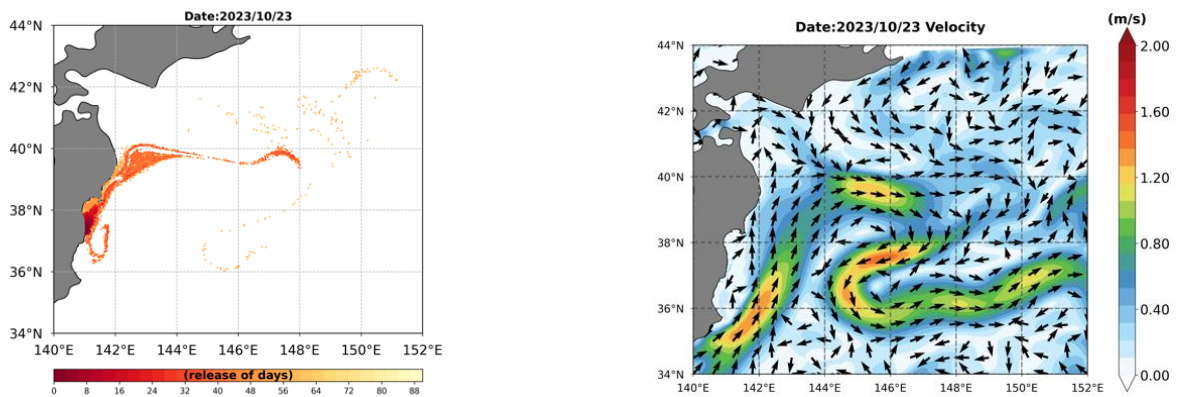 Date:2023/10/23
44°N
42°N
40°N
38°N
36°N
34°N
140°E 142°E 144°E 146°E 148°E 150°E 152°E
(release of days)
0 8 16 24 32 40 48 56 64 72 80 88
Date:2023/10/23 Velocity
44°N
42°N
40°N
38°N
36°N
34°N
140°E 142°E 144°E 146°E 148°E 150°E 152°E
(m/s)
2.00
1.60
1.20
0.80
0.40
0.00